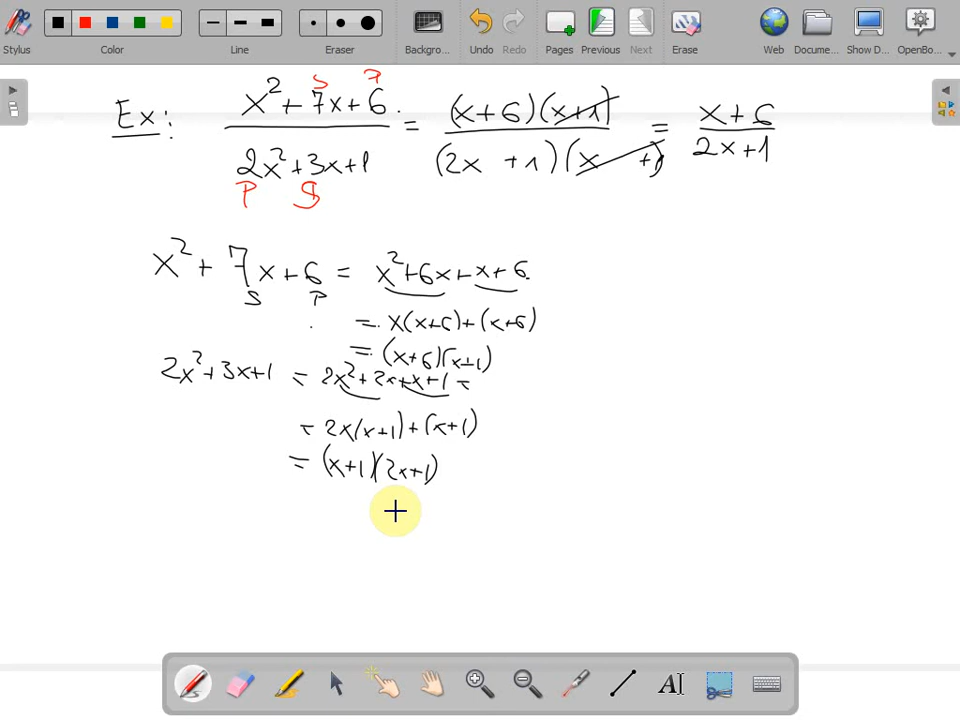 Stylus Color Line Eraser Backgro... Undo Redo Pages Previous Next Erase Web Docume... Show D... OpenBo...
S 7
Ex: x²+7x+6 / 2x²+3x+1 = (x+6)(x+1) / (2x +1)(x +1) = x+6 / 2x+1
P S
x² + 7x+6 = x²+6x+x+6
S P
= x(x+6)+(x+6)
= (x+6)(x+1)
2x²+3x+1 = 2x²+2x+x+1 =
= 2x(x+1)+(x+1)
= (x+1)(2x+1)
A